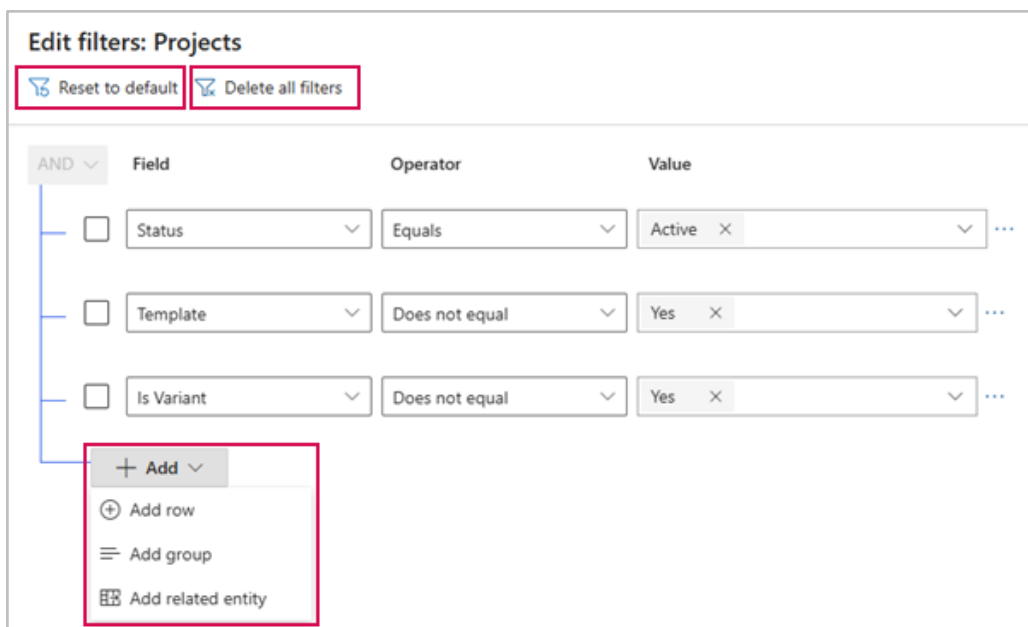 Edit filters: Projects
Reset to default Delete all filters
AND Field Operator Value
Status Equals Active
Template Does not equal Yes
Is Variant Does not equal Yes
Add
Add row
Add group
Add related entity